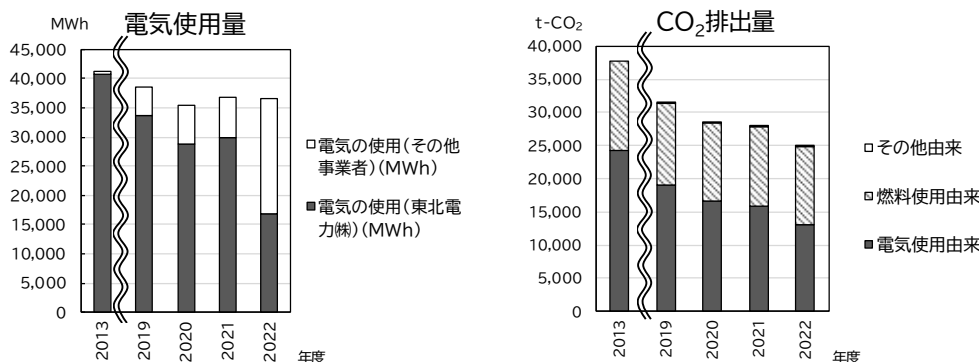 MWh 電気使用量
45,000
40,000
35,000
30,000
25,000
20,000
15,000
10,000
5,000
0
2013
2019
2020
2021
2022
年度
電気の使用(その他
事業者)(MWh)
電気の使用(東北電
力㈱)(MWh)
t-CO₂ CO₂排出量
40,000
35,000
30,000
25,000
20,000
15,000
10,000
5,000
0
2013
2019
2020
2021
2022
年度
その他由来
燃料使用由来
電気使用由来